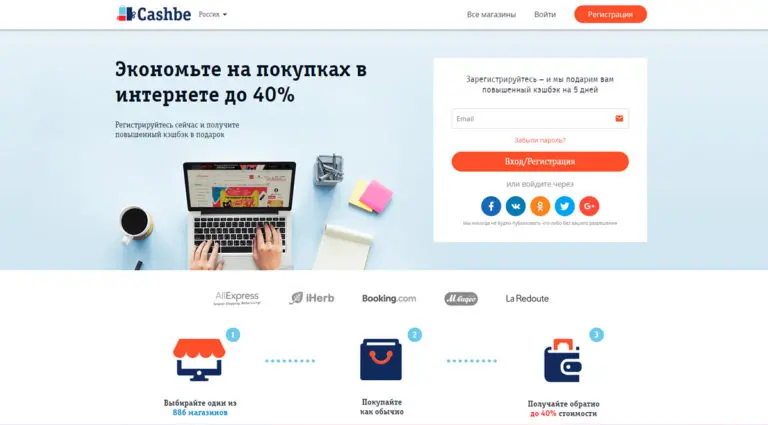 Cashbe
Россия
Все магазины
Войти
Регистрация
Экономьте на покупках в
интернете до 40%
Регистрируйтесь сейчас и получите
повышенный кэшбэк в подарок
Зарегистрируйтесь – и мы подарим вам
повышенный кэшбэк на 5 дней
Email
Забыли пароль?
Вход/Регистрация
или войдите через
Мы никогда не будем публиковать что-либо без вашего разрешения
AliExpress
iHerb
Booking.com
М.видео
La Redoute
1
2
3
Выбирайте один из
886 магазинов
Покупайте
как обычно
Получайте обратно
до 40% стоимости